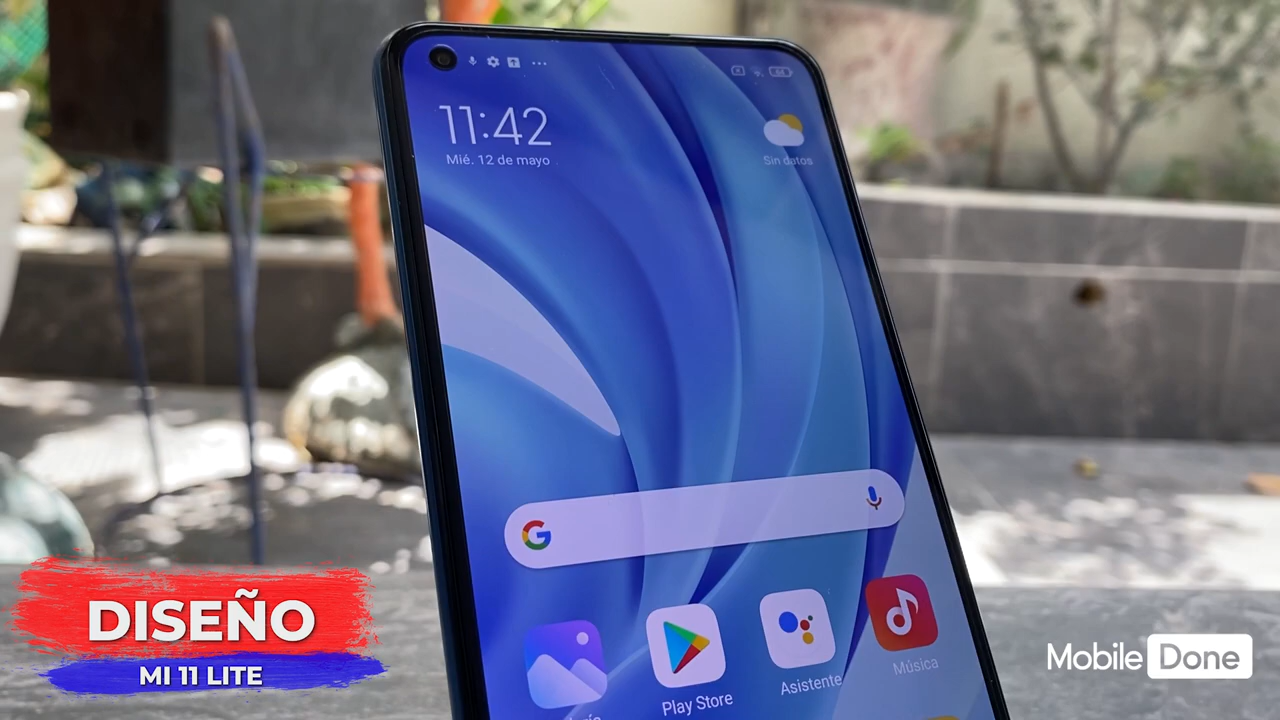 11:42
Mié. 12 de mayo
Sin datos
Play Store
Asistente
Música
DISEÑO
MI 11 LITE
Mobile Done